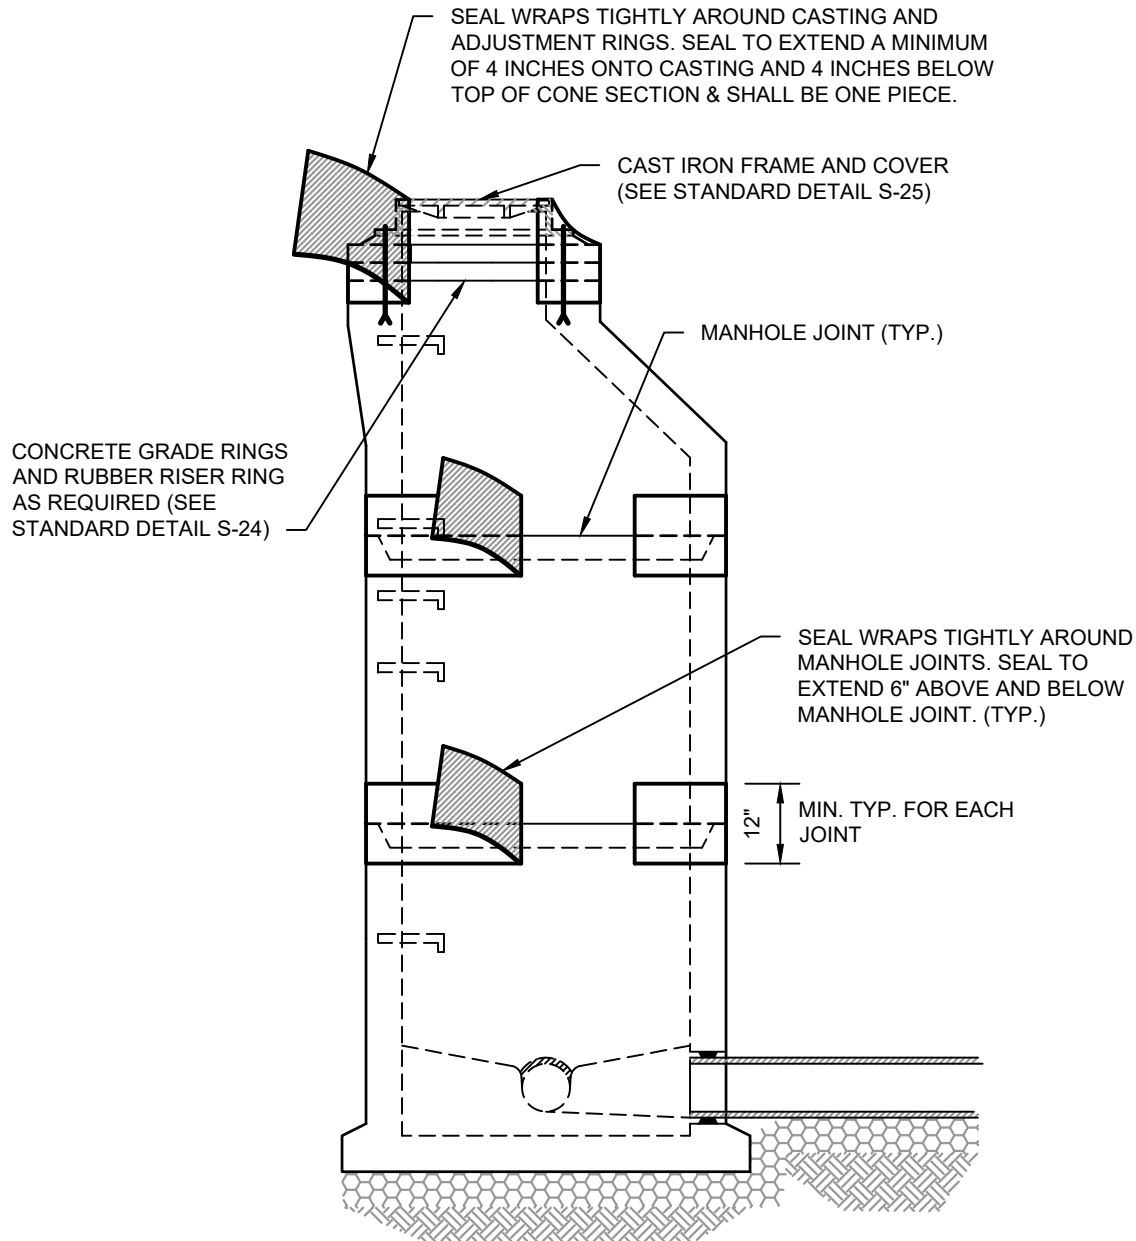 SEAL WRAPS TIGHTLY AROUND CASTING AND
ADJUSTMENT RINGS. SEAL TO EXTEND A MINIMUM
OF 4 INCHES ONTO CASTING AND 4 INCHES BELOW
TOP OF CONE SECTION & SHALL BE ONE PIECE.
CAST IRON FRAME AND COVER
(SEE STANDARD DETAIL S-25)
MANHOLE JOINT (TYP.)
CONCRETE GRADE RINGS
AND RUBBER RISER RING
AS REQUIRED (SEE
STANDARD DETAIL S-24)
SEAL WRAPS TIGHTLY AROUND
MANHOLE JOINTS. SEAL TO
EXTEND 6" ABOVE AND BELOW
MANHOLE JOINT. (TYP.)
12"
MIN. TYP. FOR EACH
JOINT